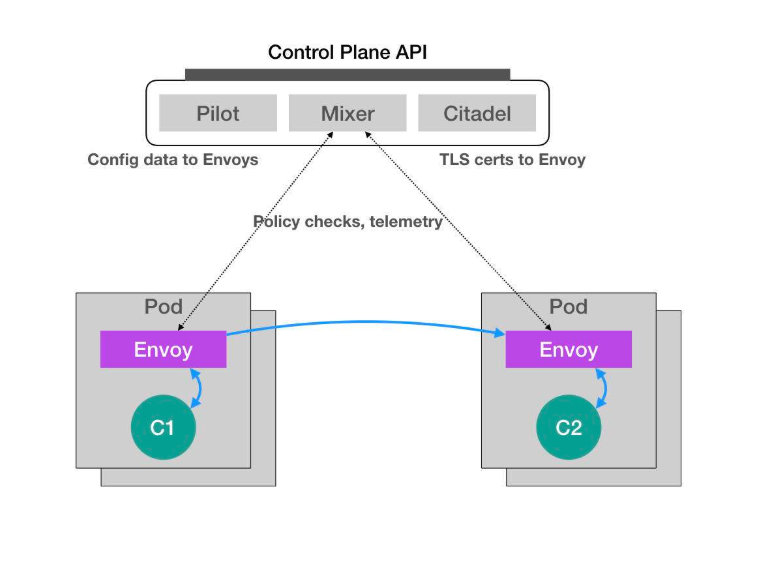 Control Plane API
Pilot
Mixer
Citadel
Config data to Envoys
TLS certs to Envoy
Policy checks, telemetry
Pod
Pod
Envoy
Envoy
C1
C2